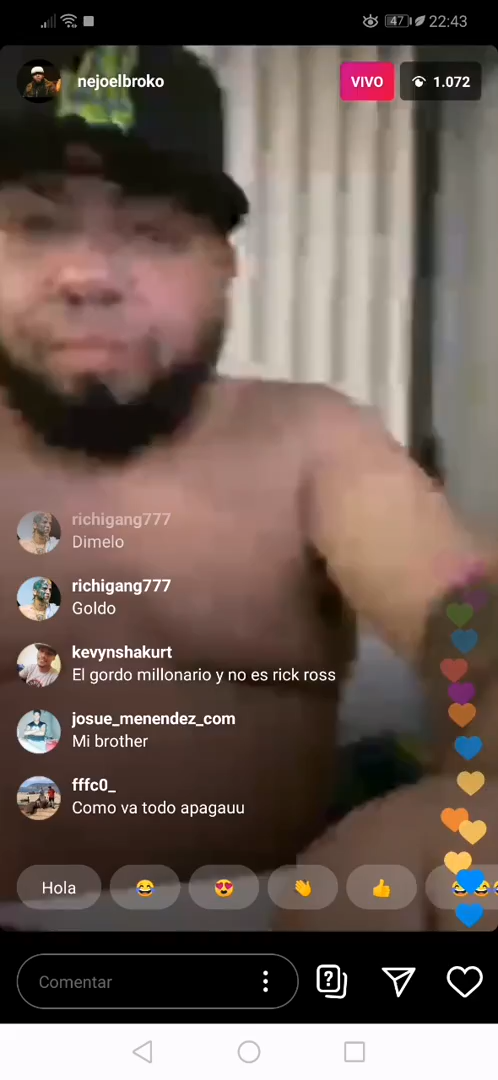 47 22:43
nejoelbroko VIVO 1.072
richigang777
Dimelo
richigang777
Goldo
kevynshakurt
El gordo millonario y no es rick ross
josue_menendez_com
Mi brother
fffc0_
Como va todo apagauu
Hola
Comentar